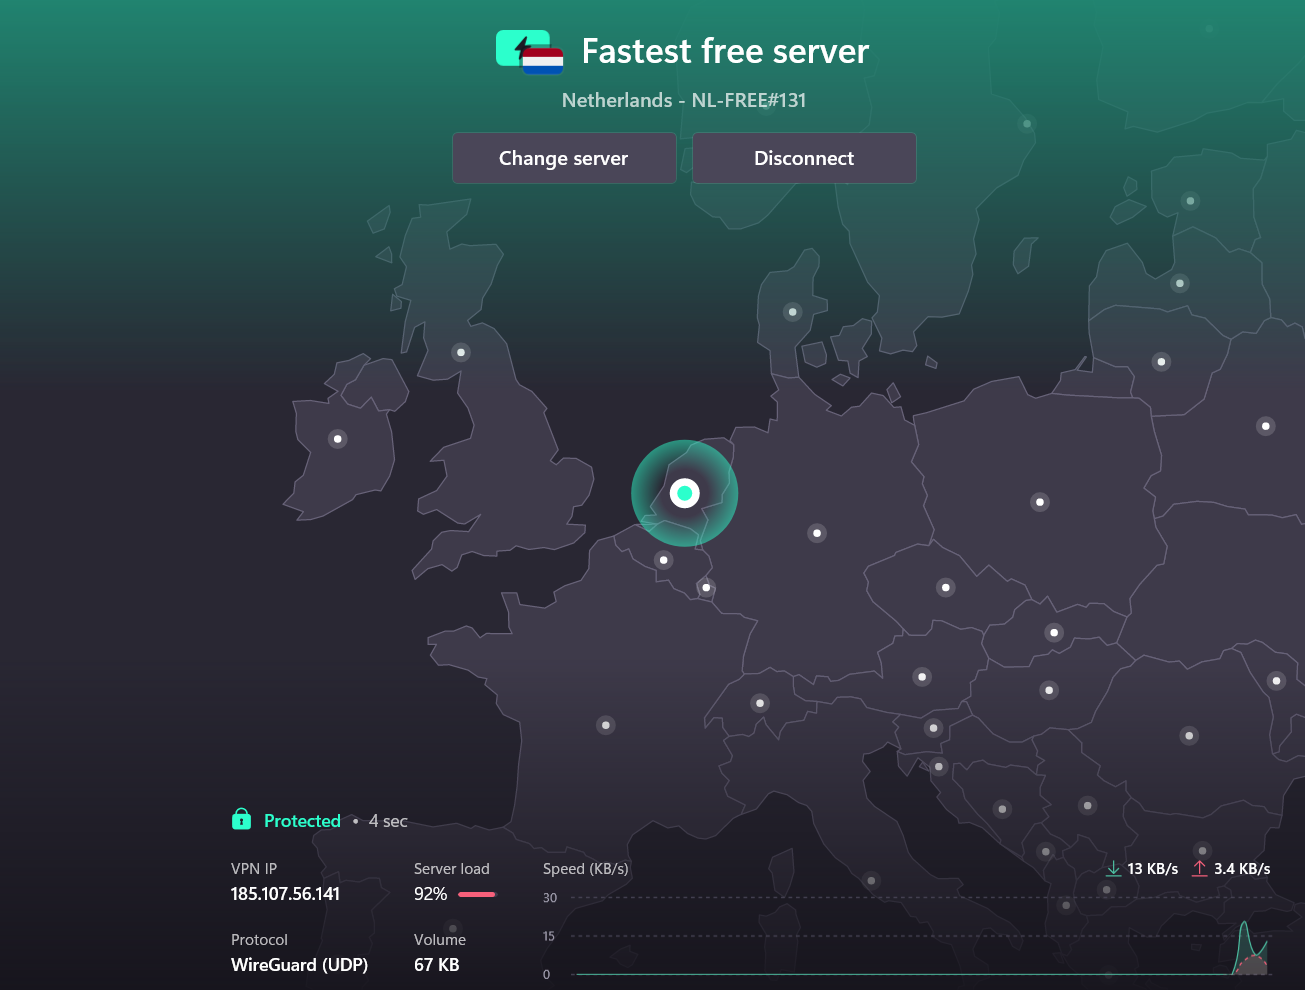 Fastest free server
Netherlands - NL-FREE#131
Change server
Disconnect
Protected • 4 sec
VPN IP
185.107.56.141
Server load
92%
Protocol
WireGuard (UDP)
Volume
67 KB
Speed (KB/s)
13 KB/s
3.4 KB/s
30
15
0